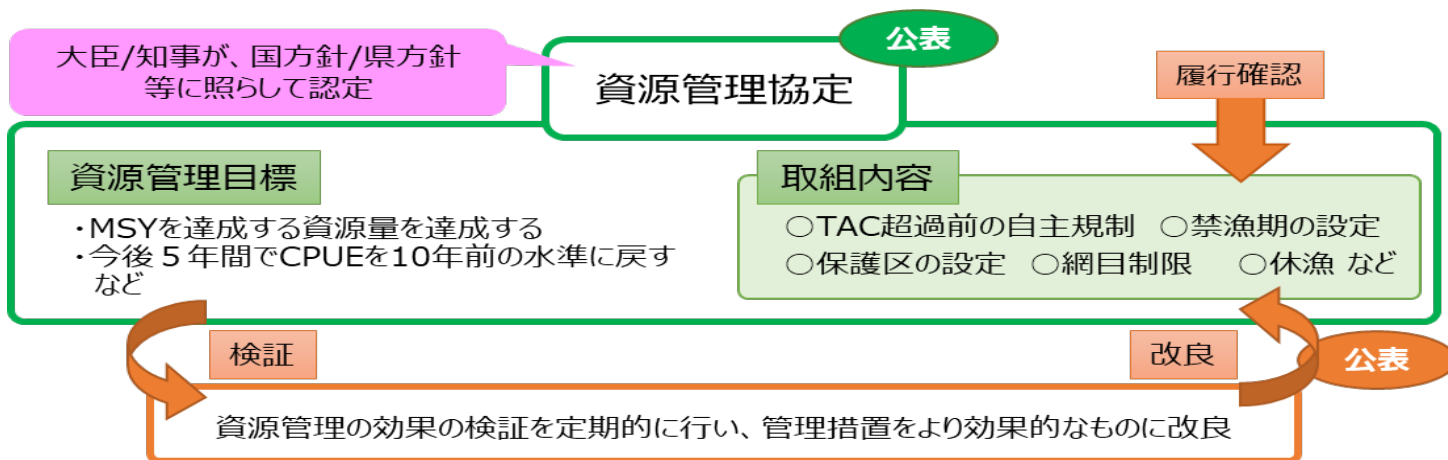 大臣/知事が、国方針/県方針
等に照らして認定
資源管理協定
公表
履行確認
資源管理目標
・MSYを達成する資源量を達成する
・今後５年間でCPUEを10年前の水準に戻す
など
取組内容
○TAC超過前の自主規制 ○禁漁期の設定
○保護区の設定 ○網目制限 ○休漁 など
検証
改良
公表
資源管理の効果の検証を定期的に行い、管理措置をより効果的なものに改良